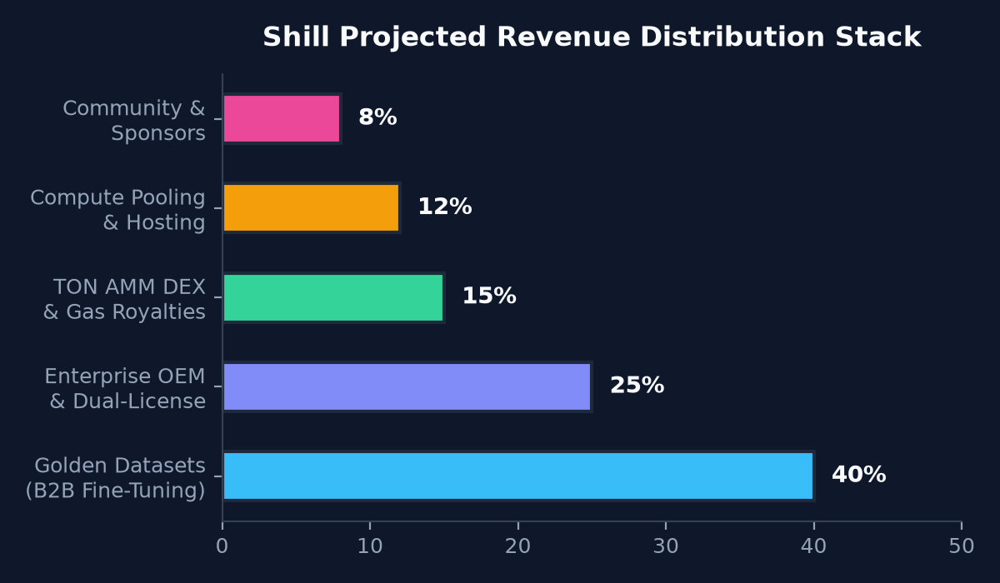 Shill Projected Revenue Distribution Stack
Community &
Sponsors
8%
Compute Pooling
& Hosting
12%
TON AMM DEX
& Gas Royalties
15%
Enterprise OEM
& Dual-License
25%
Golden Datasets
(B2B Fine-Tuning)
40%
0 10 20 30 40 50